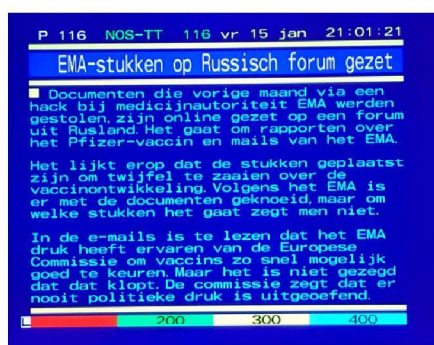 P 116 NOS-TT 116 vr 15 jan 21:01:21
EMA-stukken op Russisch forum gezet
Documenten die vorige maand via een
hack bij medicijnautoriteit EMA werden
gestolen, zijn online gezet op een forum
uit Rusland. Het gaat om rapporten over
het Pfizer-vaccin en mails van het EMA.
Het lijkt erop dat de stukken geplaatst
zijn om twijfel te zaaien over de
vaccinontwikkeling. Volgens het EMA is
er met de documenten geknoeid, maar om
welke stukken het gaat zegt men niet.
In de e-mails is te lezen dat het EMA
druk heeft ervaren van de Europese
Commissie om vaccins zo snel mogelijk
goed te keuren. Maar het is niet gezegd
dat dat klopt. De commissie zegt dat er
nooit politieke druk is uitgeoefend.
200 300 400